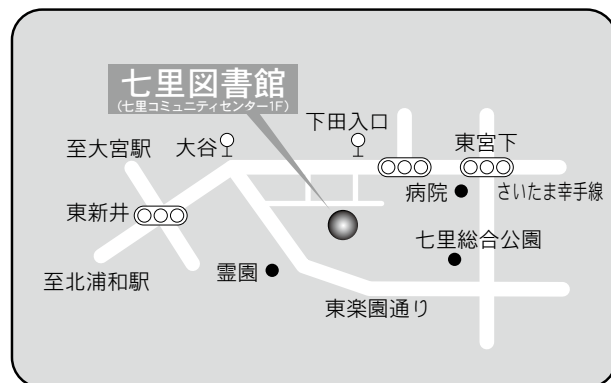 七里図書館
(七里コミュニティセンター1F)
下田入口
至大宮駅
大谷
東宮下
病院
さいたま幸手線
東新井
七里総合公園
至北浦和駅
霊園
東楽園通り